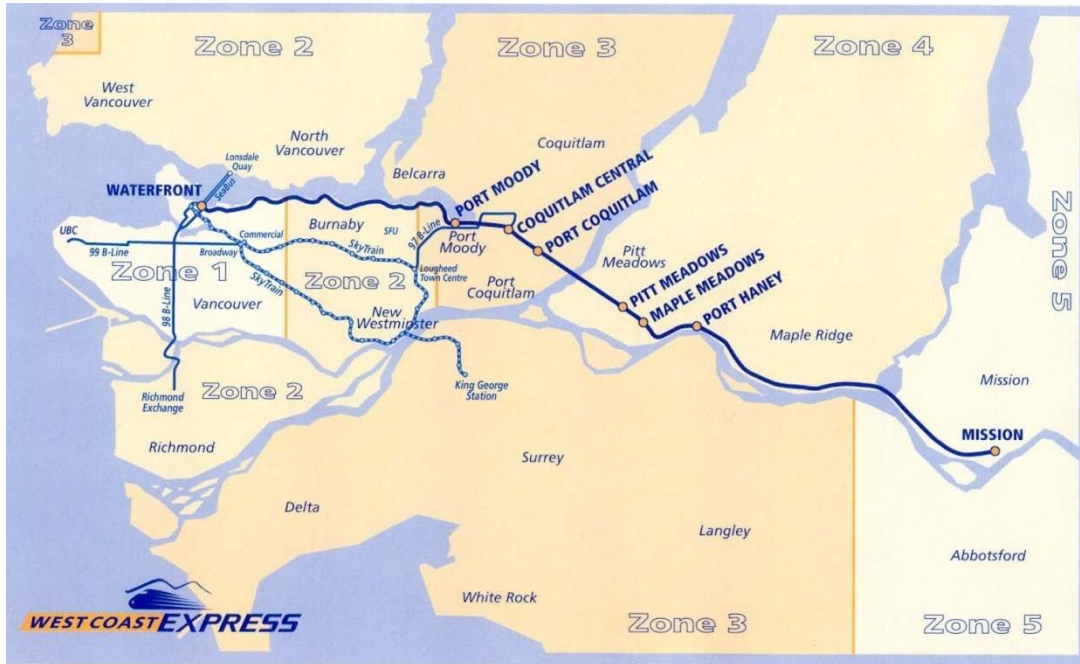 Zone
3
Zone 2
Zone 3
Zone 4
West
Vancouver
North
Vancouver
Coquitlam
Lonsdale
Quay
SeaBus
Belcarra
WATERFRONT
PORT MOODY
COQUITLAM CENTRAL
PORT COQUITLAM
Zone 5
UBC
99 B-Line
Commercial
Broadway
Burnaby
SFU
97 B-Line
Port
Moody
SkyTrain
SkyTrain
Zone 1
Vancouver
98 B-Line
Zone 2
Lougheed
Town Centre
Port
Coquitlam
Pitt
Meadows
PITT MEADOWS
MAPLE MEADOWS
PORT HANEY
New
Westminster
Maple Ridge
Richmond
Exchange
Zone 2
King George
Station
Mission
Richmond
MISSION
Surrey
Delta
Langley
Abbotsford
White Rock
WEST COAST EXPRESS
Zone 3
Zone 5